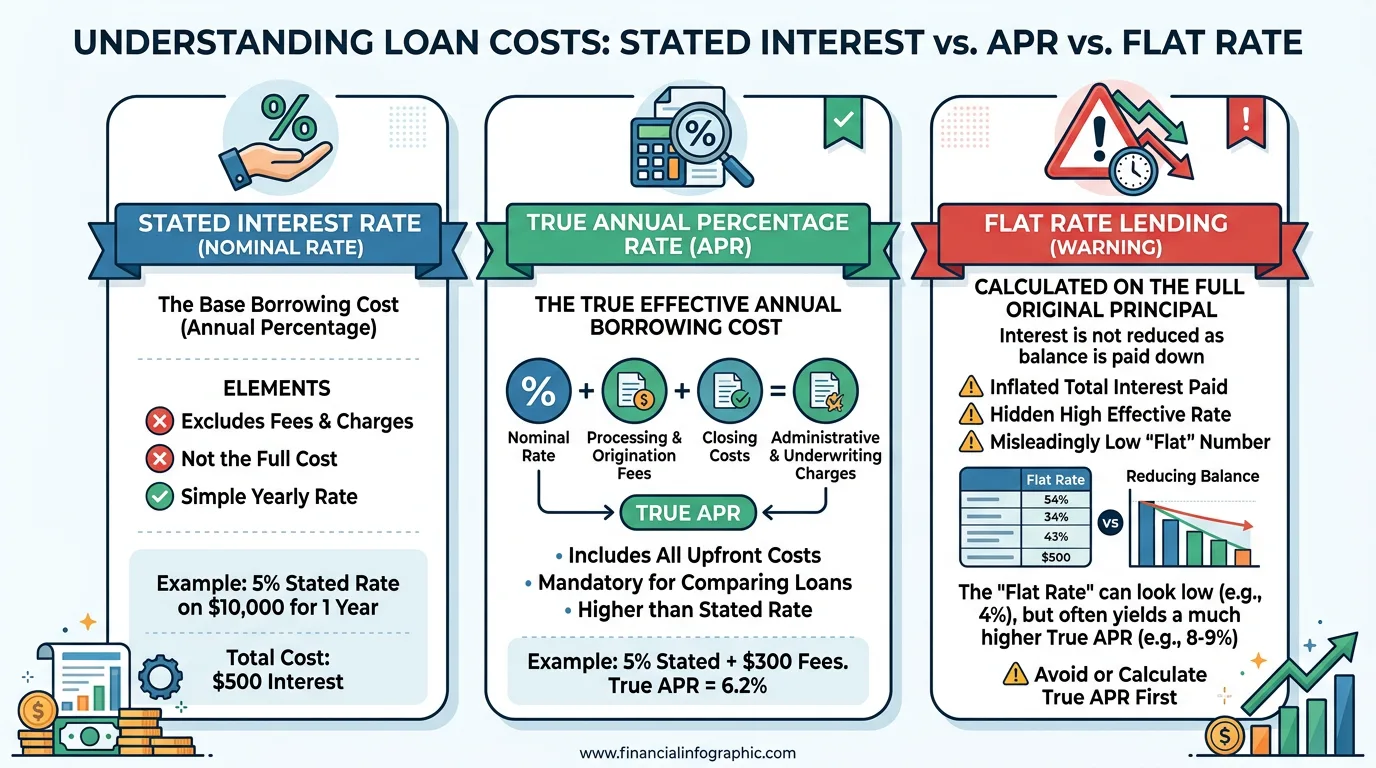 UNDERSTANDING LOAN COSTS: STATED INTEREST vs. APR vs. FLAT RATE
%
STATED INTEREST RATE
(NOMINAL RATE)
The Base Borrowing Cost
(Annual Percentage)
ELEMENTS
Excludes Fees & Charges
Not the Full Cost
Simple Yearly Rate
Example: 5% Stated Rate
on $10,000 for 1 Year
Total Cost:
$500 Interest
$
%
TRUE ANNUAL PERCENTAGE
RATE (APR)
THE TRUE EFFECTIVE ANNUAL
BORROWING COST
% + $ + =
Nominal
Rate
Processing &
Origination
Fees
Closing
Costs
Administrative
& Underwriting
Charges
TRUE APR
• Includes All Upfront Costs
• Mandatory for Comparing Loans
• Higher than Stated Rate
Example: 5% Stated + $300 Fees.
True APR = 6.2%
!
!
FLAT RATE LENDING
(WARNING)
CALCULATED ON THE FULL
ORIGINAL PRINCIPAL
Interest is not reduced as
balance is paid down
! Inflated Total Interest Paid
! Hidden High Effective Rate
! Misleadingly Low “Flat” Number
Flat Rate
54%
34%
43%
$500
VS
Reducing Balance
The "Flat Rate" can look low (e.g.,
4%), but often yields a much
higher True APR (e.g., 8-9%)
! Avoid or Calculate
True APR First
$
www.financialinfographic.com